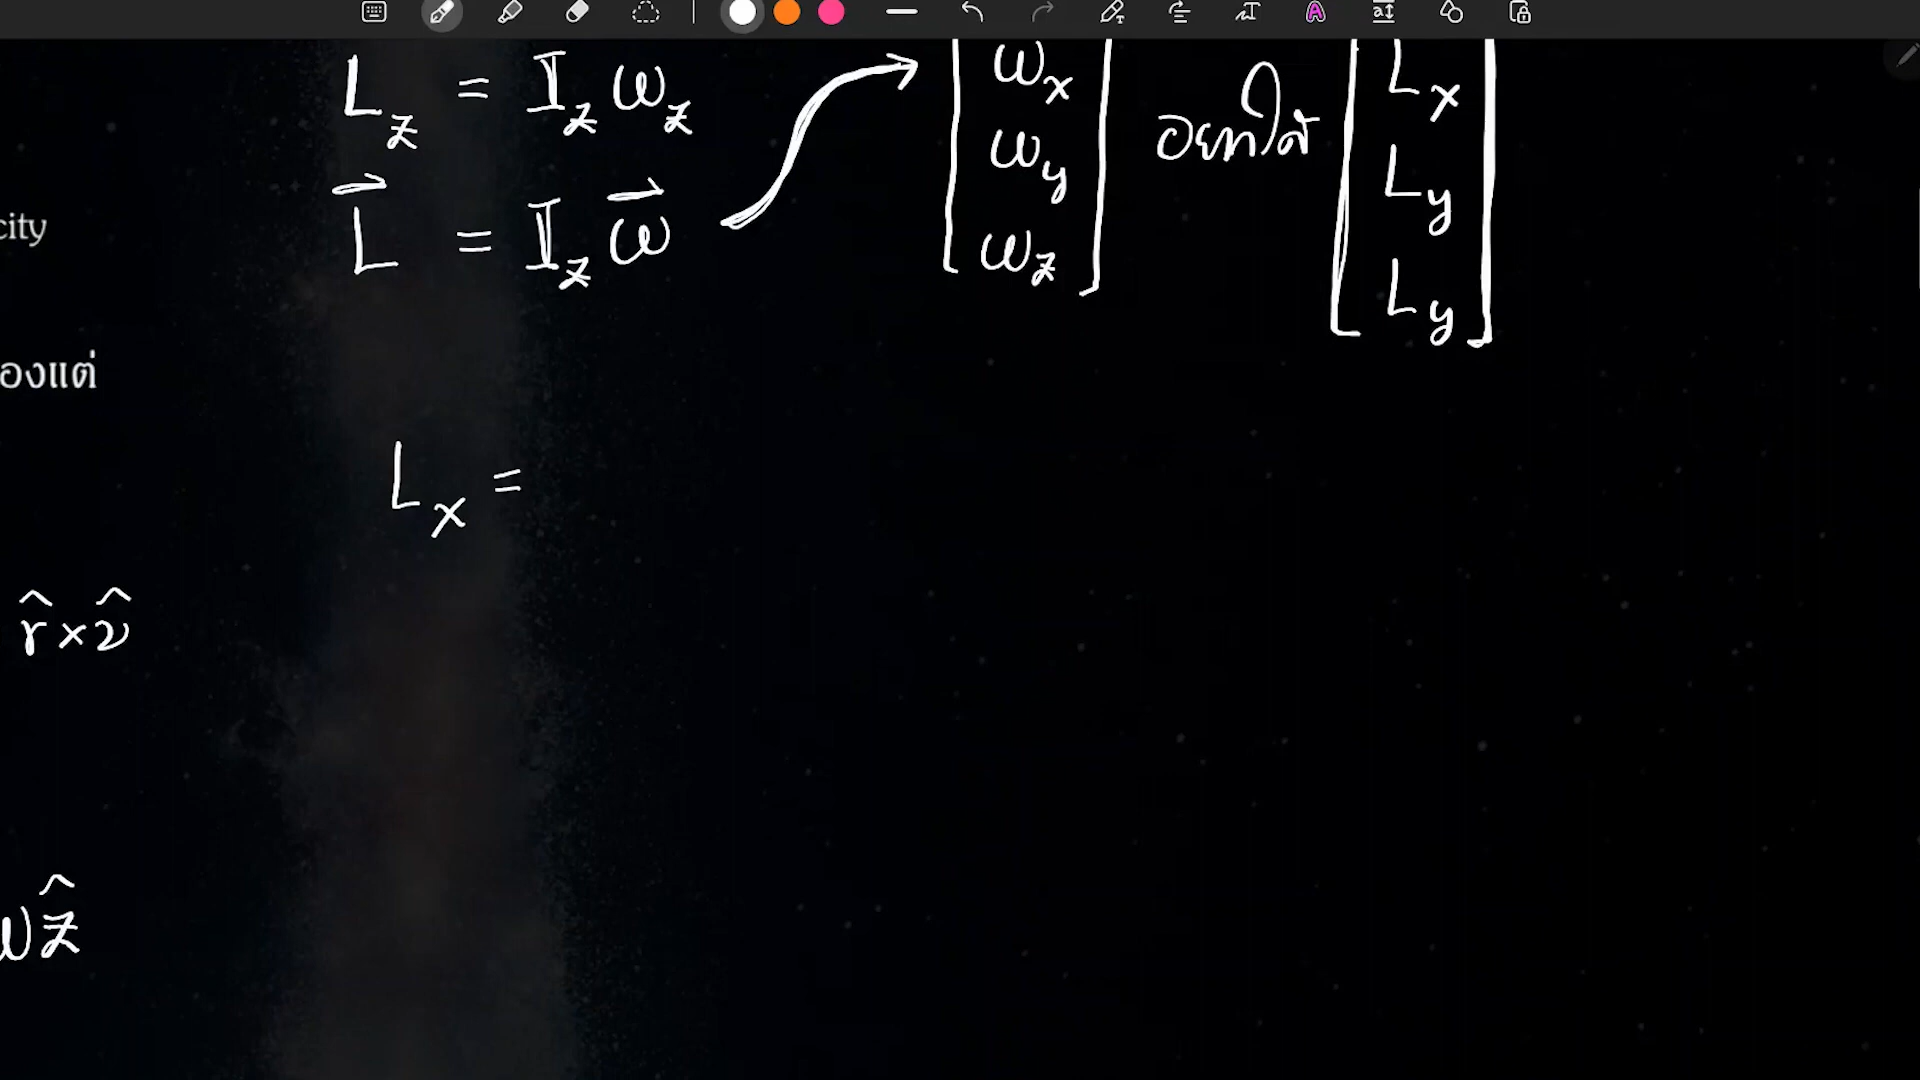 L_z = I_z ω_z
[ω_x ω_y ω_z] อยากได้ [L_x L_y L_y]
L⃗ = I_z ω⃗
city
องแต่
L_x =
r̂ × v̂
ωẑ